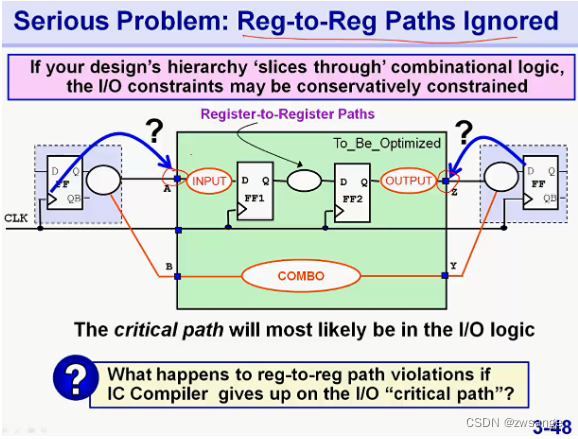 Serious Problem: Reg-to-Reg Paths Ignored
If your design's hierarchy 'slices through' combinational logic,
the I/O constraints may be conservatively constrained
Register-to-Register Paths
? ?
To_Be_Optimized
D Q
FF
QB
A
INPUT
D Q
FF1
D Q
FF2
OUTPUT
Z
D Q
FF
QB
CLK
B
COMBO
Y
The critical path will most likely be in the I/O logic
?
What happens to reg-to-reg path violations if
IC Compiler gives up on the I/O "critical path"?
3-48